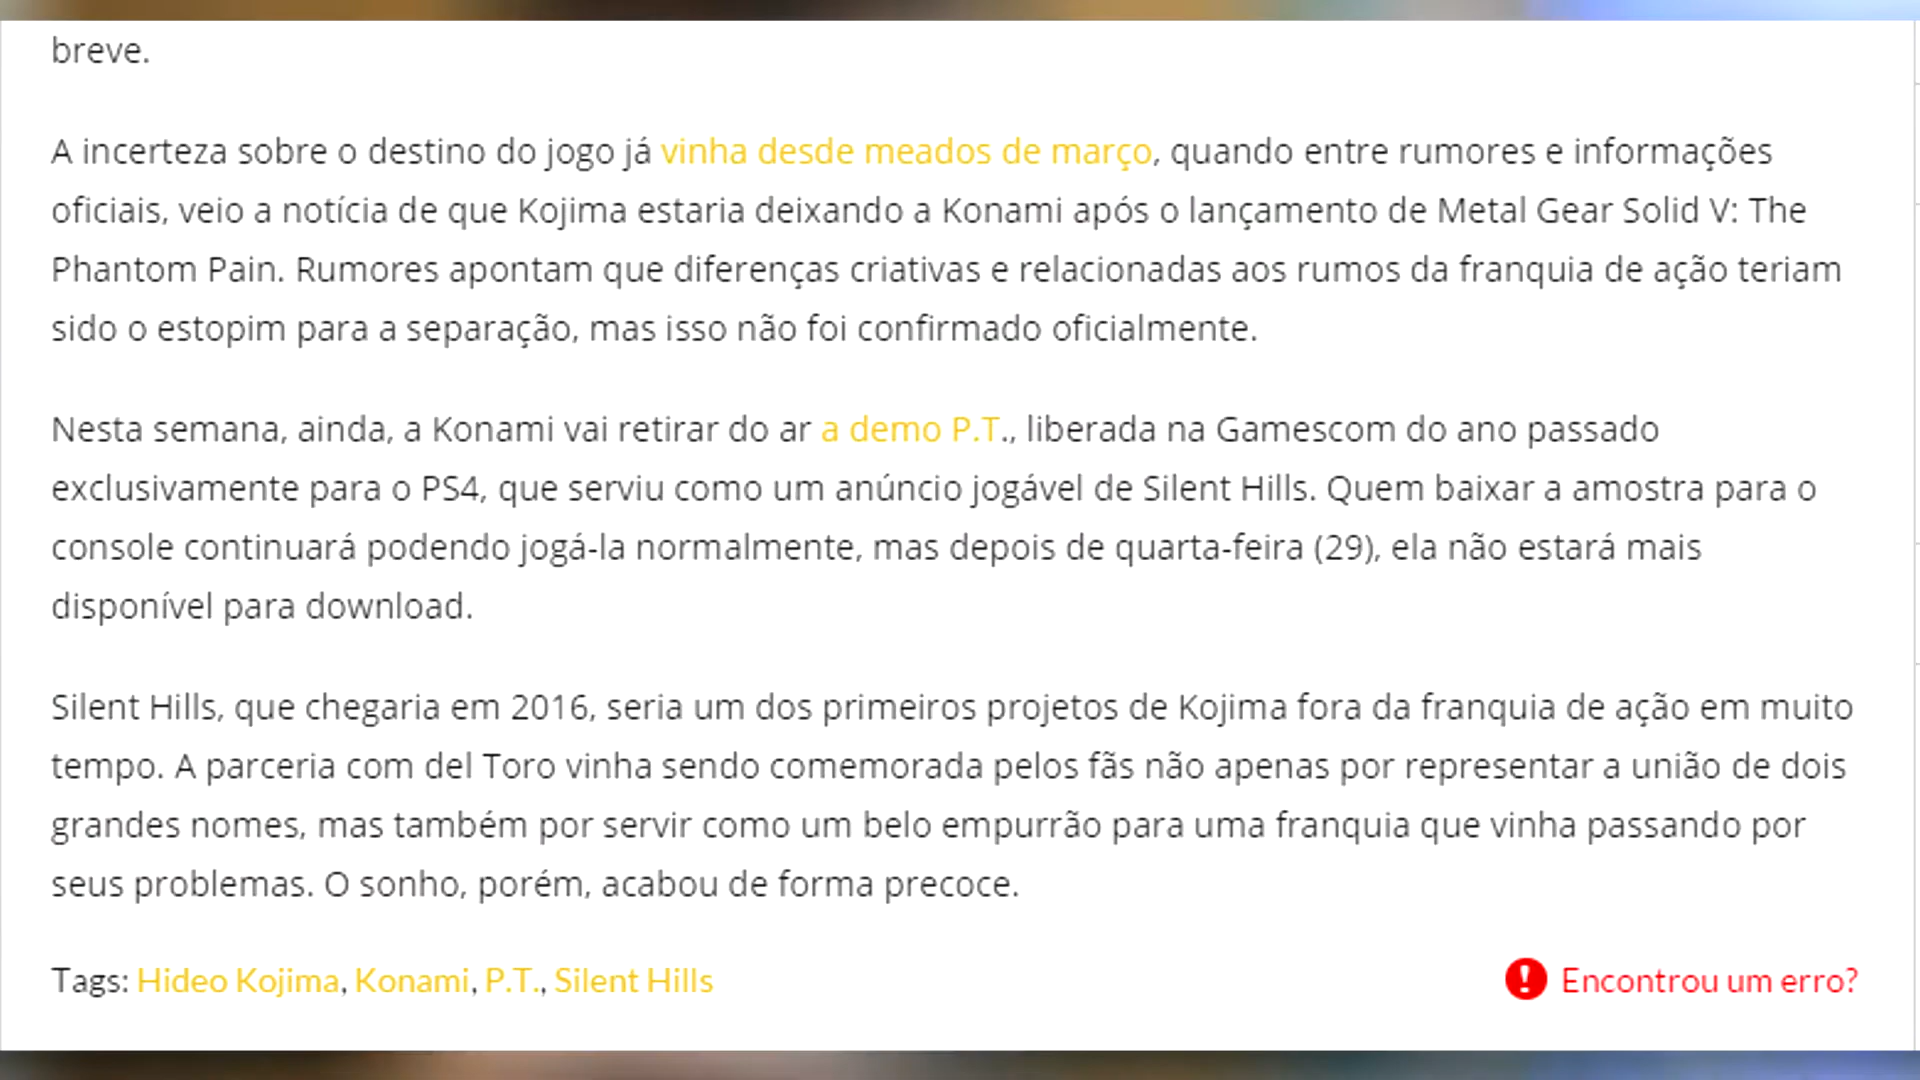 breve.
A incerteza sobre o destino do jogo já vinha desde meados de março, quando entre rumores e informações
oficiais, veio a notícia de que Kojima estaria deixando a Konami após o lançamento de Metal Gear Solid V: The
Phantom Pain. Rumores apontam que diferenças criativas e relacionadas aos rumos da franquia de ação teriam
sido o estopim para a separação, mas isso não foi confirmado oficialmente.
Nesta semana, ainda, a Konami vai retirar do ar a demo P.T., liberada na Gamescom do ano passado
exclusivamente para o PS4, que serviu como um anúncio jogável de Silent Hills. Quem baixar a amostra para o
console continuará podendo jogá-la normalmente, mas depois de quarta-feira (29), ela não estará mais
disponível para download.
Silent Hills, que chegaria em 2016, seria um dos primeiros projetos de Kojima fora da franquia de ação em muito
tempo. A parceria com del Toro vinha sendo comemorada pelos fãs não apenas por representar a união de dois
grandes nomes, mas também por servir como um belo empurrão para uma franquia que vinha passando por
seus problemas. O sonho, porém, acabou de forma precoce.
Tags: Hideo Kojima, Konami, P.T., Silent Hills
Encontrou um erro?